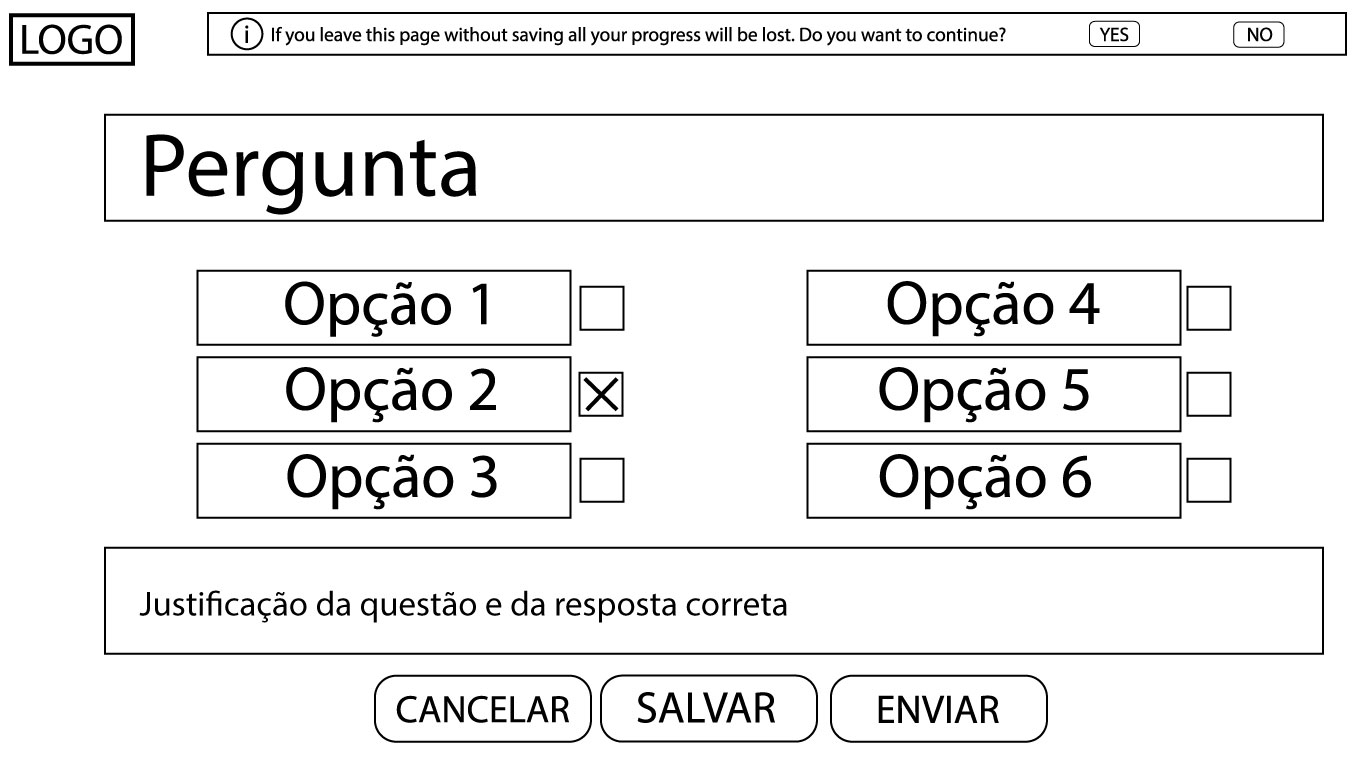 LOGO
i If you leave this page without saving all your progress will be lost. Do you want to continue? YES NO
Pergunta
Opção 1
Opção 2
Opção 3
Opção 4
Opção 5
Opção 6
Justificação da questão e da resposta correta
CANCELAR SALVAR ENVIAR